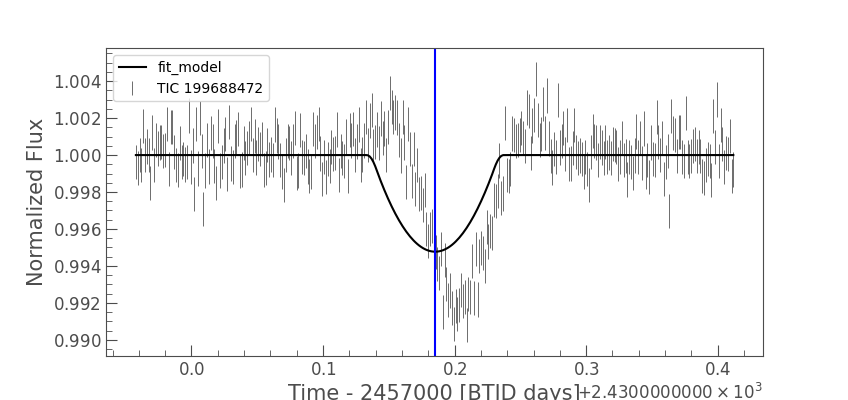 fit_model
TIC 199688472
Normalized Flux
1.004
1.002
1.000
0.998
0.996
0.994
0.992
0.990
0.0
0.1
0.2
0.3
0.4
Time - 2457000 [BTJD days]
+2.4300000000 × 10³